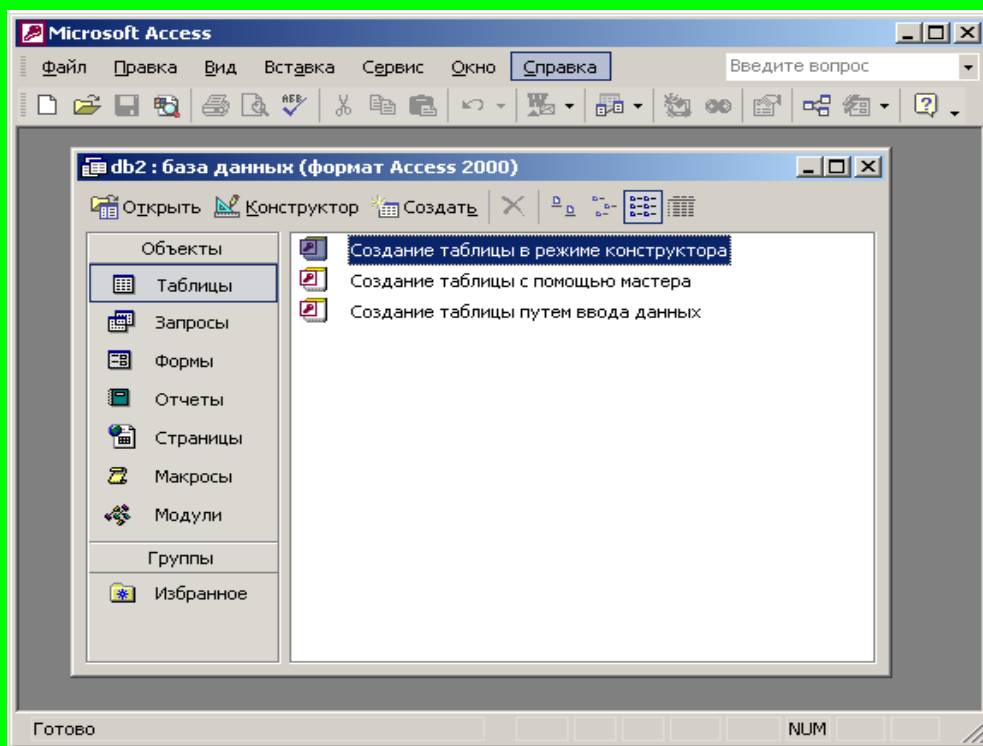 Microsoft Access
Файл Правка Вид Вставка Сервис Окно Справка Введите вопрос
db2 : база данных (формат Access 2000)
Открыть Конструктор Создать
Объекты
Таблицы
Запросы
Формы
Отчеты
Страницы
Макросы
Модули
Группы
Избранное
Создание таблицы в режиме конструктора
Создание таблицы с помощью мастера
Создание таблицы путем ввода данных
Готово NUM